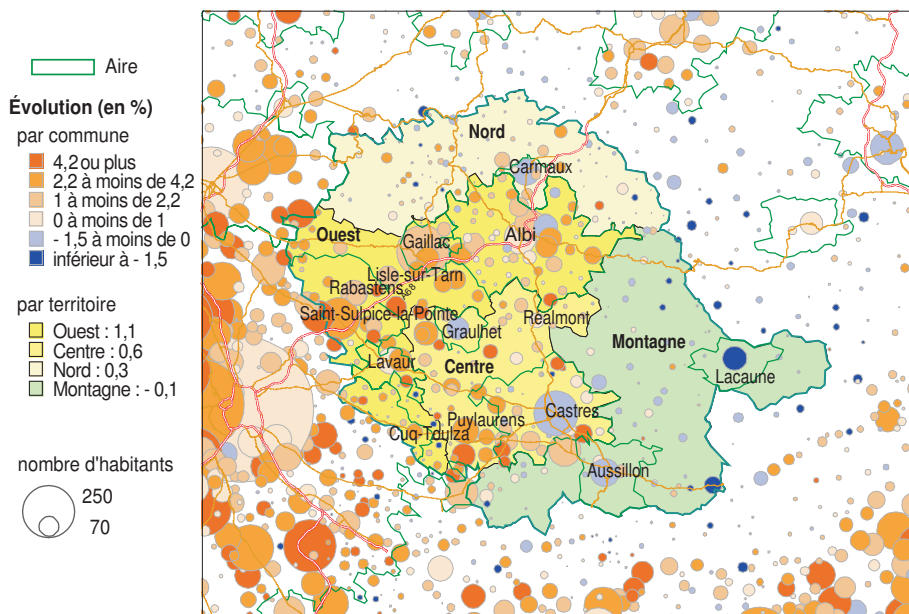 Aire
Évolution (en %)
par commune
4,2 ou plus
2,2 à moins de 4,2
1 à moins de 2,2
0 à moins de 1
- 1,5 à moins de 0
inférieur à - 1,5
par territoire
Ouest : 1,1
Centre : 0,6
Nord : 0,3
Montagne : - 0,1
nombre d'habitants
250
70
Nord
Carmaux
Ouest
Albi
Gaillac
Lisle-sur-Tarn
Rabastens
Saint-Sulpice-la-Pointe
Réalmont
Graulhet
Montagne
Lavaur
Centre
Lacaune
Castres
Puylaurens
Cuq-Toulza
Aussillon